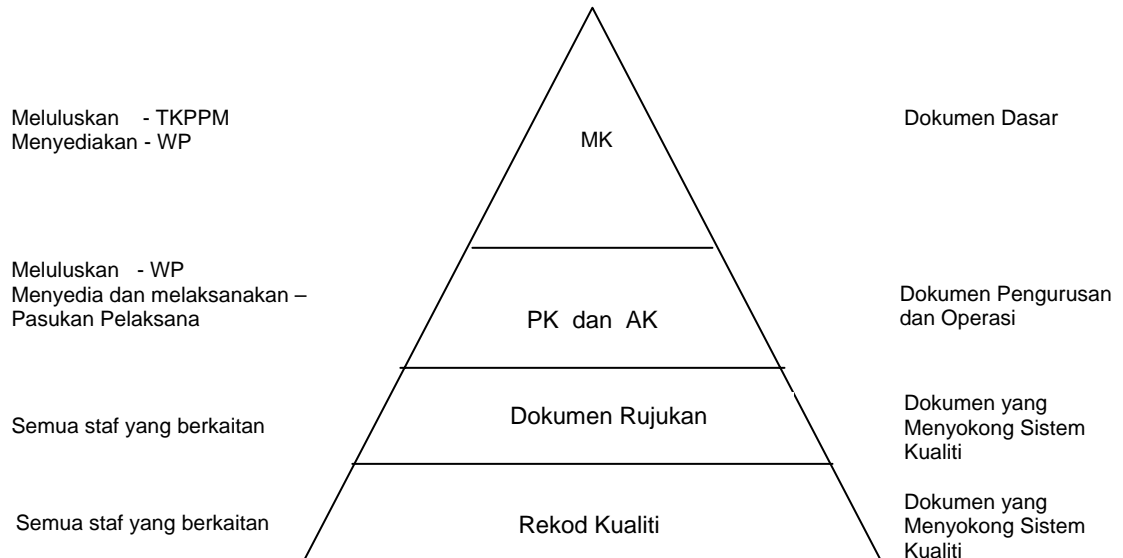 Meluluskan - TKPPM
Menyediakan - WP
MK
Dokumen Dasar
Meluluskan - WP
Menyedia dan melaksanakan –
Pasukan Pelaksana
PK dan AK
Dokumen Pengurusan
dan Operasi
Semua staf yang berkaitan
Dokumen Rujukan
Dokumen yang
Menyokong Sistem
Kualiti
Semua staf yang berkaitan
Rekod Kualiti
Dokumen yang
Menyokong Sistem
Kualiti